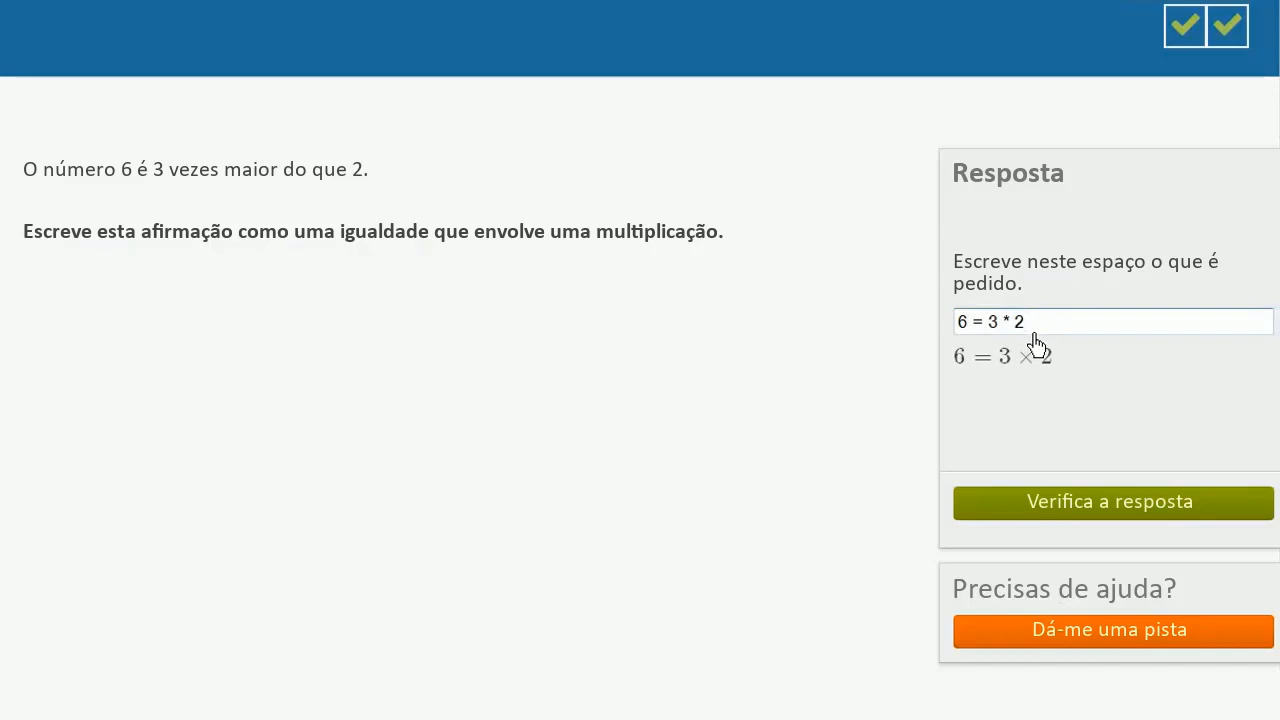 O número 6 é 3 vezes maior do que 2.
Escreve esta afirmação como uma igualdade que envolve uma multiplicação.
Resposta
Escreve neste espaço o que é
pedido.
6 = 3 * 2
6 = 3 × 2
Verifica a resposta
Precisas de ajuda?
Dá-me uma pista